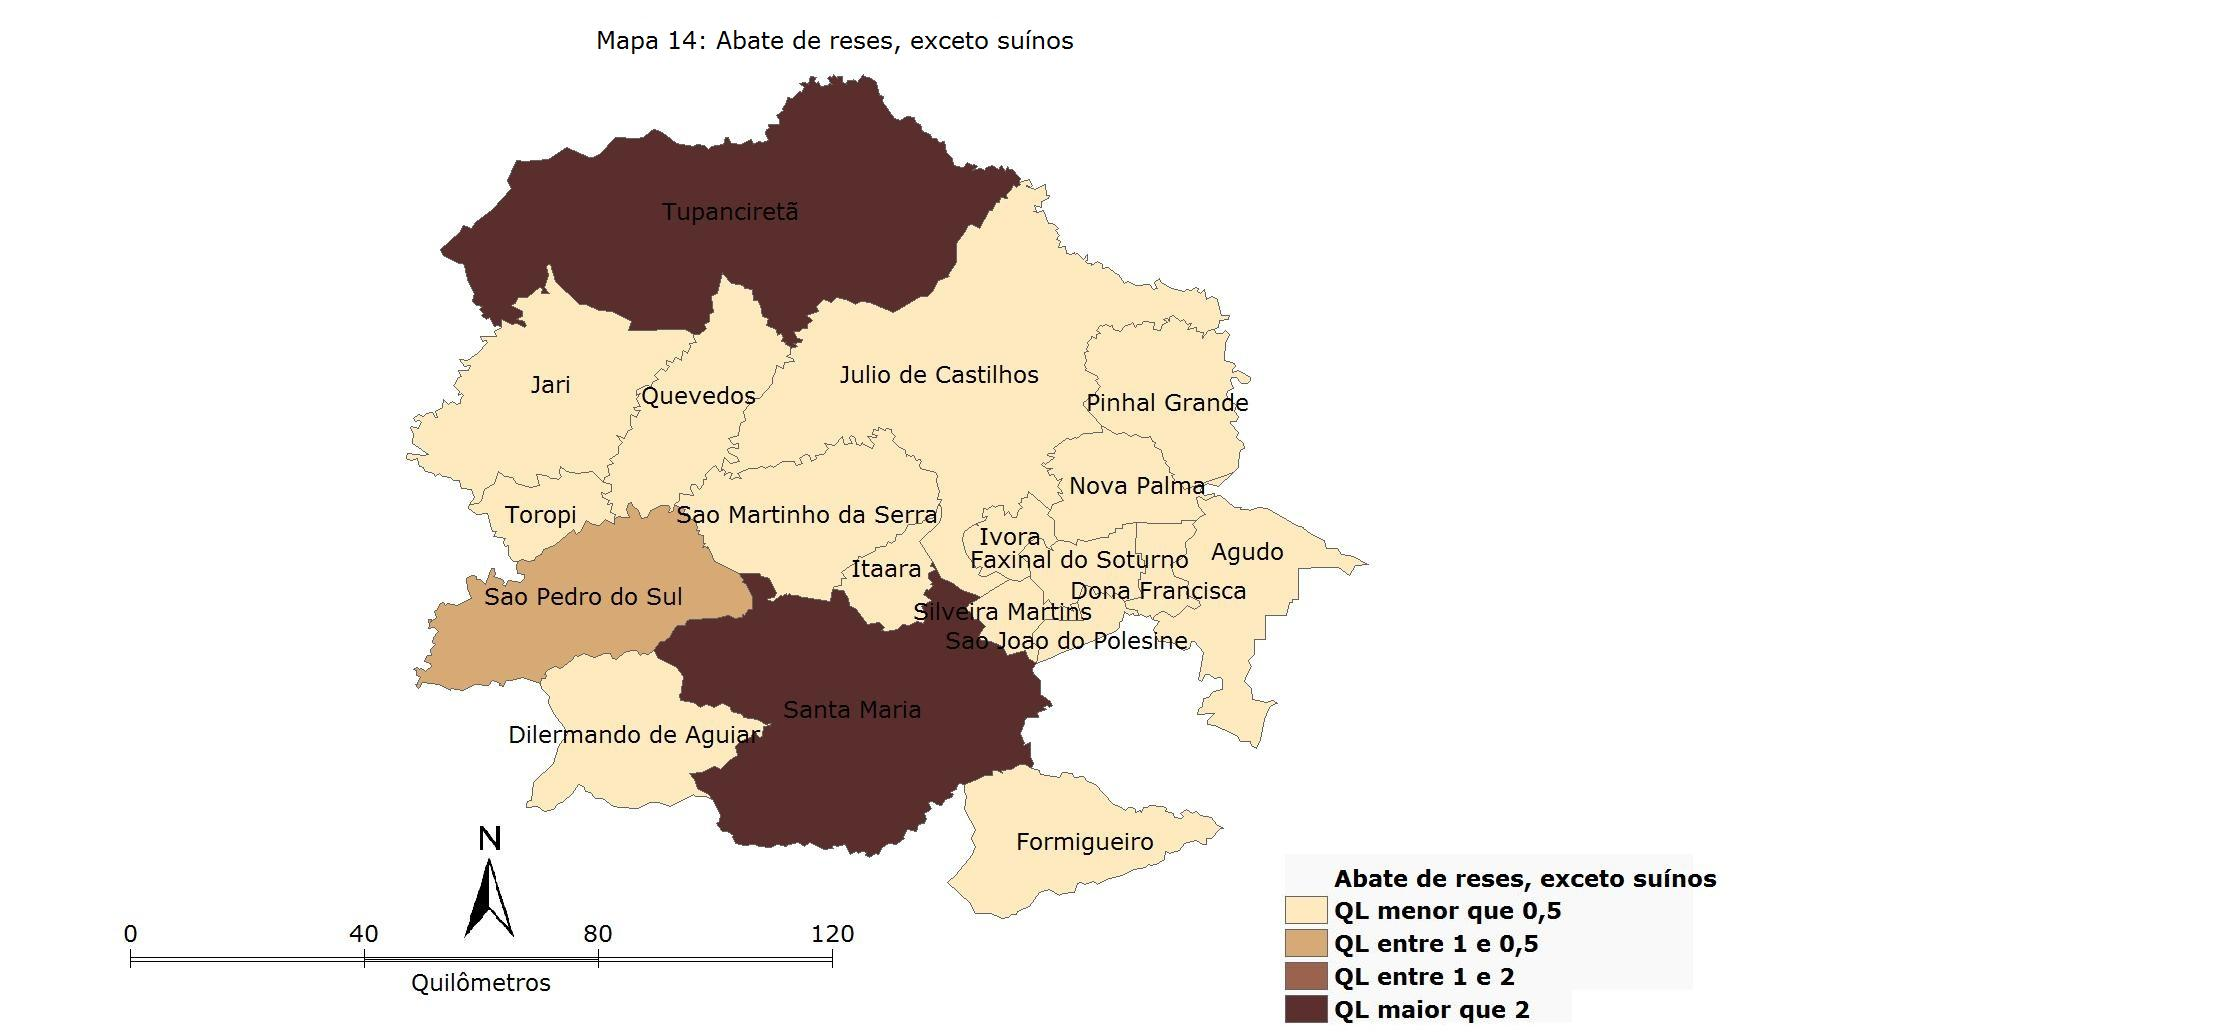 Mapa 14: Abate de reses, exceto suínos
Tupanciretã
Julio de Castilhos
Jari
Quevedos
Pinhal Grande
Nova Palma
Toropi
Sao Martinho da Serra
Ivora
Agudo
Faxinal do Soturno
Itaara
Dona Francisca
Sao Pedro do Sul
Silveira Martins
Sao Joao do Polesine
Santa Maria
Dilermando de Aguiar
Formigueiro
N
0 40 80 120
Quilômetros
Abate de reses, exceto suínos
QL menor que 0,5
QL entre 1 e 0,5
QL entre 1 e 2
QL maior que 2